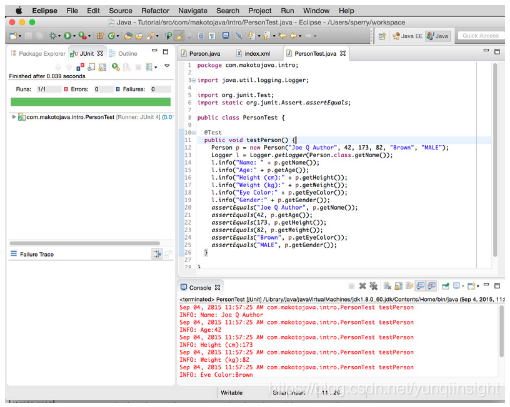 Eclipse File Edit Source Refactor Navigate Search Project Run Window Help
Java - Tutorial/src/com/makotojava/intro/PersonTest.java - Eclipse - /Users/sperry/workspace
Java EE Java Quick Access
Package Explorer JUnit Outline
Finished after 0.039 seconds
Runs: 1/1 Errors: 0 Failures: 0
com.makotojava.intro.PersonTest [Runner: JUnit 4]
Failure Trace
Person.java index.xml PersonTest.java
1 package com.makotojava.intro;
2
3 import java.util.logging.Logger;
4
5 import org.junit.Test;
6 import static org.junit.Assert.assertEquals;
7
8 public class PersonTest {
9
10 @Test
11 public void testPerson() {
12 Person p = new Person("Joe Q Author", 42, 173, 82, "Brown", "MALE");
13 Logger l = Logger.getLogger(Person.class.getName());
14 l.info("Name: " + p.getName());
15 l.info("Age:" + p.getAge());
16 l.info("Height (cm):" + p.getHeight());
17 l.info("Weight (kg):" + p.getWeight());
18 l.info("Eye Color:" + p.getEyeColor());
19 l.info("Gender:" + p.getGender());
20 assertEquals("Joe Q Author", p.getName());
21 assertEquals(42, p.getAge());
22 assertEquals(173, p.getHeight());
23 assertEquals(82, p.getWeight());
24 assertEquals("Brown", p.getEyeColor());
25 assertEquals("MALE", p.getGender());
26 }
27
28 }
Console
<terminated> PersonTest [JUnit] /Library/Java/JavaVirtualMachines/jdk1.8.0_60.jdk/Contents/Home/bin/java (Sep 4, 2015, 11:
Sep 04, 2015 11:57:25 AM com.makotojava.intro.PersonTest testPerson
INFO: Name: Joe Q Author
Sep 04, 2015 11:57:25 AM com.makotojava.intro.PersonTest testPerson
INFO: Age:42
Sep 04, 2015 11:57:25 AM com.makotojava.intro.PersonTest testPerson
INFO: Height (cm):173
Sep 04, 2015 11:57:25 AM com.makotojava.intro.PersonTest testPerson
INFO: Weight (kg):82
Sep 04, 2015 11:57:25 AM com.makotojava.intro.PersonTest testPerson
INFO: Eye Color:Brown
https://blog.csdn.net/yunqiinsight
Writable Smart Insert 11 : 26